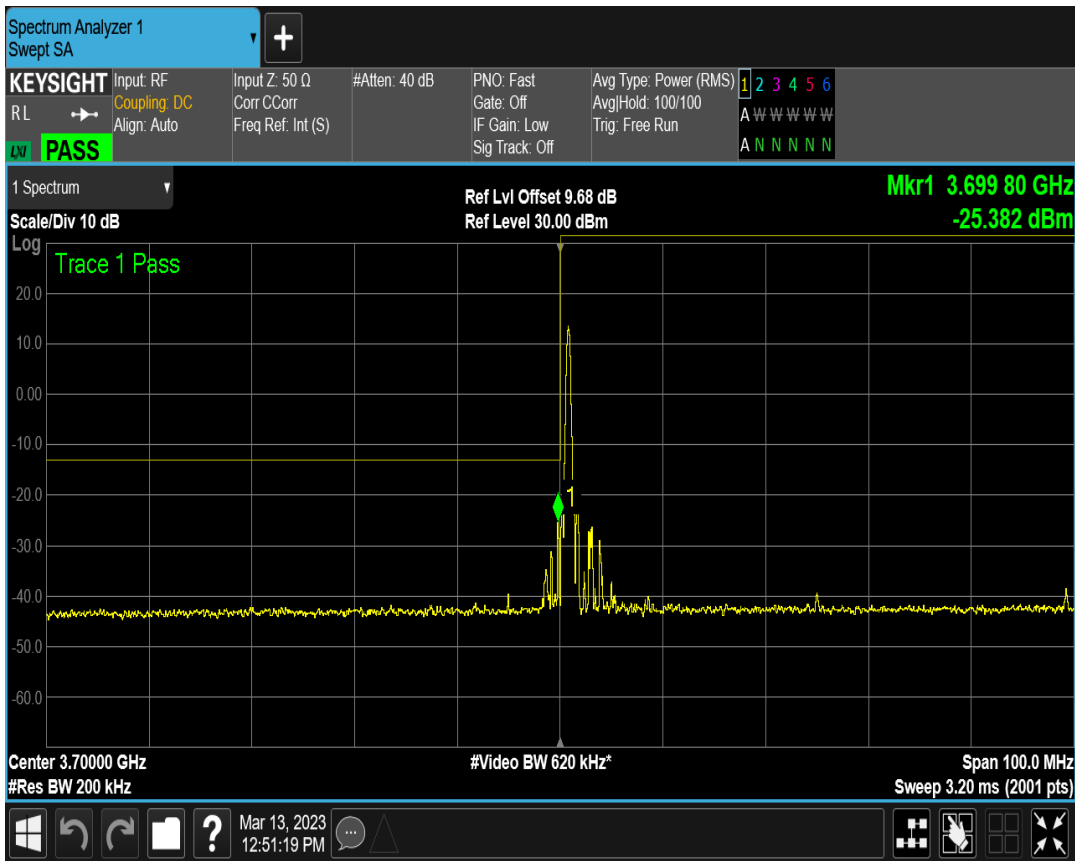 Spectrum Analyzer 1
Swept SA
+
KEYSIGHT
R L
LXI PASS
Input: RF
Coupling: DC
Align: Auto
Input Z: 50 Ω
Corr CCorr
Freq Ref: Int (S)
#Atten: 40 dB
PNO: Fast
Gate: Off
IF Gain: Low
Sig Track: Off
Avg Type: Power (RMS)
Avg|Hold: 100/100
Trig: Free Run
1 2 3 4 5 6
A W W W W W
A N N N N N
1 Spectrum
Scale/Div 10 dB
Ref Lvl Offset 9.68 dB
Ref Level 30.00 dBm
Mkr1 3.699 80 GHz
-25.382 dBm
Log
Trace 1 Pass
20.0
10.0
0.00
-10.0
-20.0
-30.0
-40.0
-50.0
-60.0
1
Center 3.70000 GHz
#Res BW 200 kHz
#Video BW 620 kHz*
Span 100.0 MHz
Sweep 3.20 ms (2001 pts)
?
Mar 13, 2023
12:51:19 PM